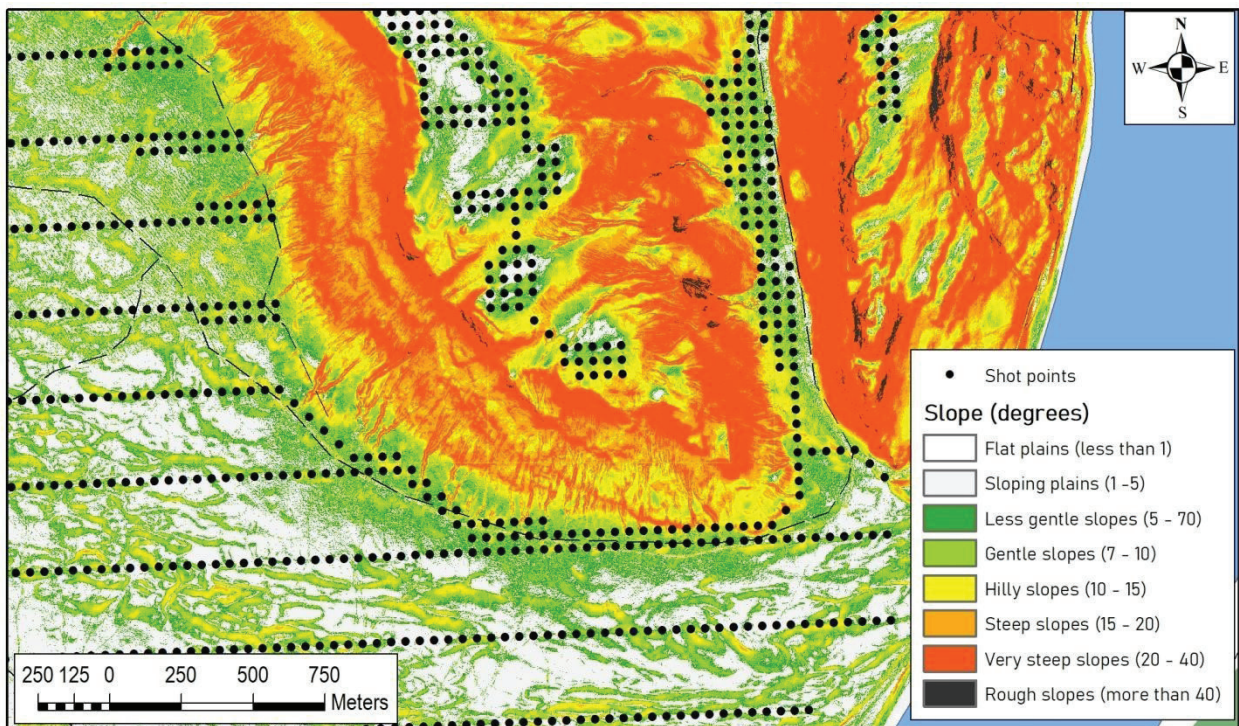 N
W E
S
Shot points
Slope (degrees)
Flat plains (less than 1)
Sloping plains (1 -5)
Less gentle slopes (5 - 70)
Gentle slopes (7 - 10)
Hilly slopes (10 - 15)
Steep slopes (15 - 20)
Very steep slopes (20 - 40)
Rough slopes (more than 40)
250 125 0 250 500 750
Meters